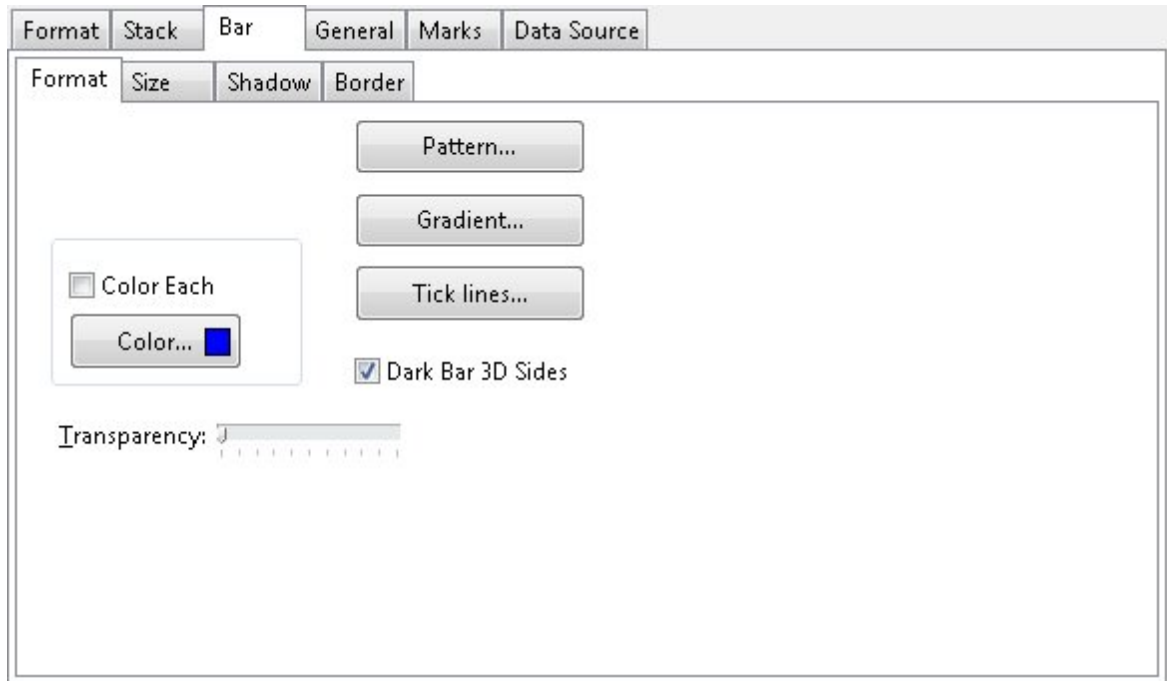 Format Stack Bar General Marks Data Source
Format Size Shadow Border
Pattern...
Gradient...
Color Each
Tick lines...
Color...
Dark Bar 3D Sides
Transparency: